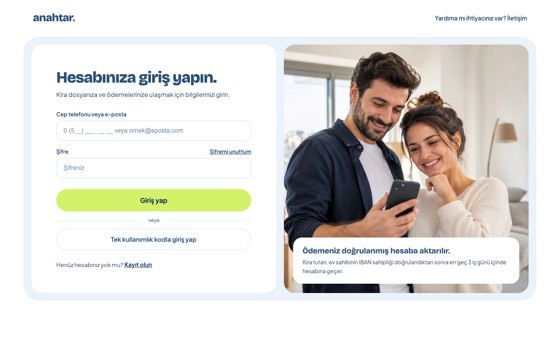 anahtar.
Yardıma mı ihtiyacınız var? İletişim
Hesabınıza giriş yapın.
Kira dosyanıza ve ödemelerinize ulaşmak için bilgilerinizi girin.
Cep telefonu veya e-posta
0 (5__) ___ __ __ veya ornek@eposta.com
Şifre
Şifremi unuttum
Şifreniz
Giriş yap
veya
Tek kullanımlık kodla giriş yap
Henüz hesabınız yok mu? Kayıt olun
Ödemeniz doğrulanmış hesaba aktarılır.
Kira tutarı, ev sahibinin IBAN sahipliği doğrulandıktan sonra en geç 3 iş günü içinde
hesabına geçer.